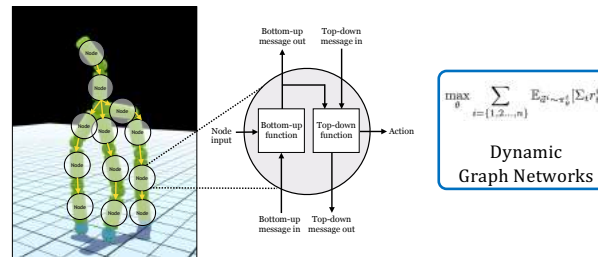 Node
Node
Node
Node
Node
Node
Node
Node
Node
Node
Node
Bottom-up
message out
Top-down
message in
Node
input
Bottom-up
function
Top-down
function
Action
Bottom-up
message in
Top-down
message out
max
θ
∑
i={1,2...,n}
Dynamic
Graph Networks